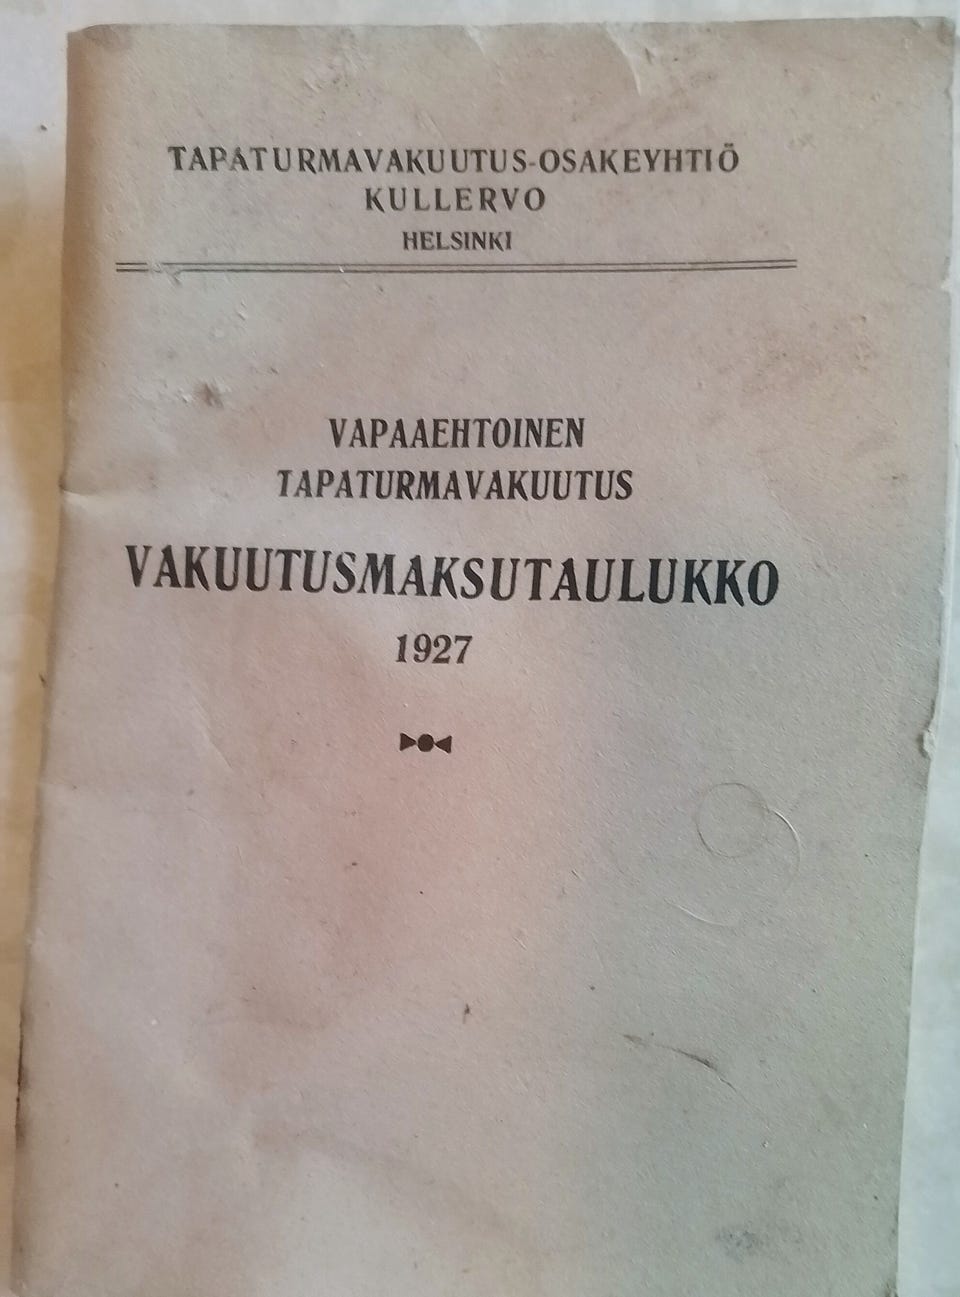 TAPATURMAVAKUUTUS-OSAKEYHTIÖ
KULLERVO
HELSINKI
VAPAAEHTOINEN
TAPATURMAVAKUUTUS
VAKUUTUSMAKSUTAULUKKO
1927